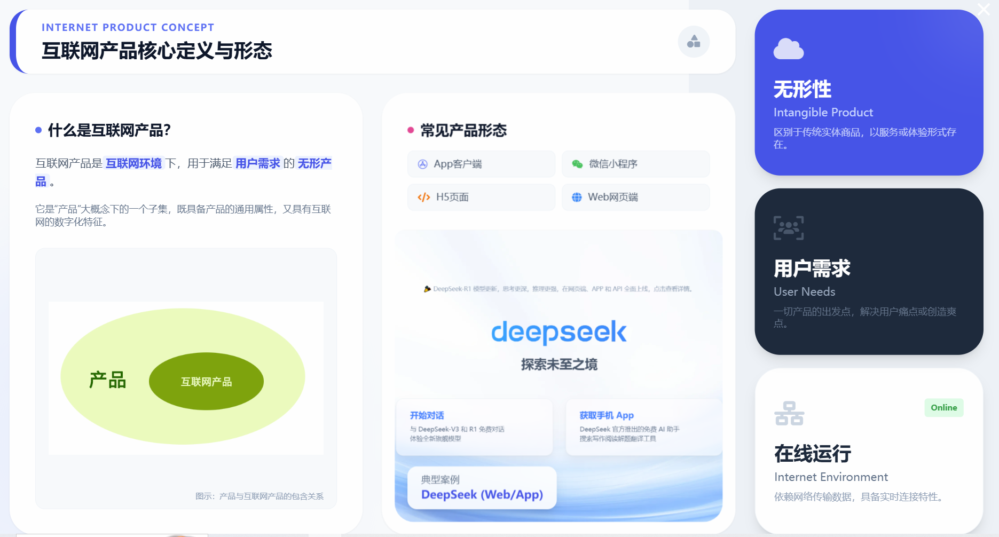 INTERNET PRODUCT CONCEPT
互联网产品核心定义与形态
什么是互联网产品？
互联网产品是 互联网环境 下，用于满足 用户需求 的 无形产
品 。
它是“产品”大概念下的一个子集，既具备产品的通用属性，又具有互联
网的数字化特征。
产品
互联网产品
图示：产品与互联网产品的包含关系
常见产品形态
App客户端
微信小程序
H5页面
Web网页端
DeepSeek-R1 模型更新，思考更深，推理更强，在网页端、APP 和 API 全面上线，点击查看详情。
deepseek
探索未至之境
开始对话
与 DeepSeek-V3 和 R1 免费对话
体验全新旗舰模型
获取手机 App
DeepSeek 官方推出的免费 AI 助手
搜索写作阅读解题翻译工具
典型案例
DeepSeek (Web/App)
无形性
Intangible Product
区别于传统实体商品，以服务或体验形式存
在。
用户需求
User Needs
一切产品的出发点，解决用户痛点或创造爽
点。
Online
在线运行
Internet Environment
依赖网络传输数据，具备实时连接特性。